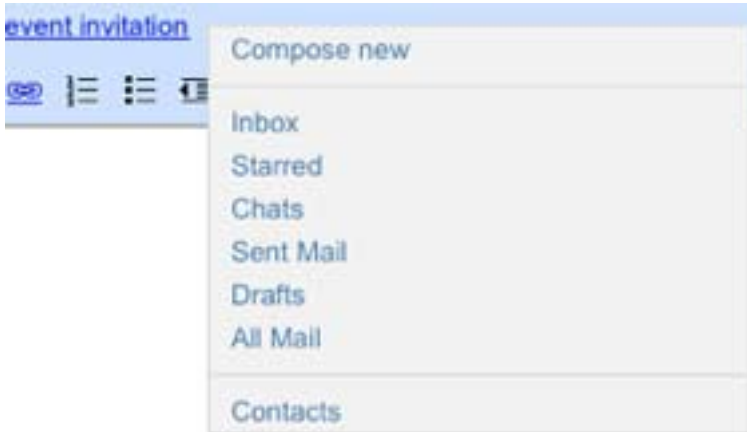 event invitation
Compose new
Inbox
Starred
Chats
Sent Mail
Drafts
All Mail
Contacts